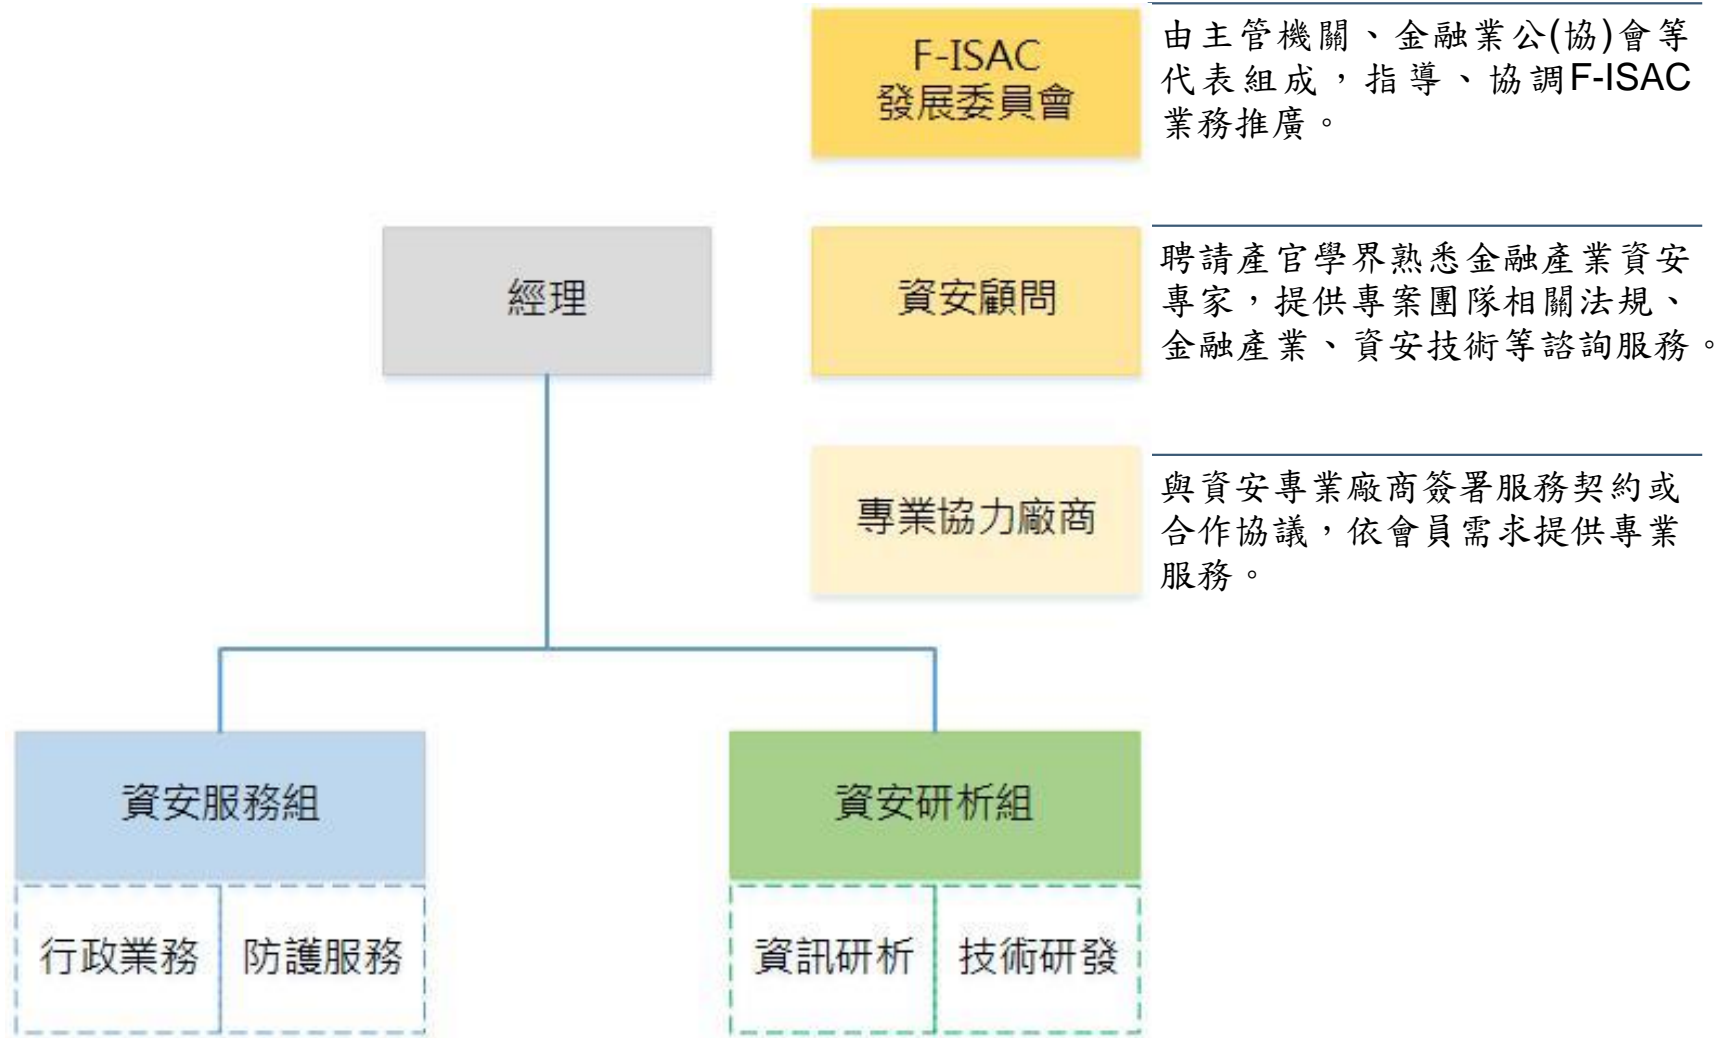 F-ISAC
發展委員會
由主管機關、金融業公(協)會等
代表組成，指導、協調F-ISAC
業務推廣。
經理
資安顧問
聘請產官學界熟悉金融產業資安
專家，提供專案團隊相關法規、
金融產業、資安技術等諮詢服務。
專業協力廠商
與資安專業廠商簽署服務契約或
合作協議，依會員需求提供專業
服務。
資安服務組
資安研析組
行政業務
防護服務
資訊研析
技術研發